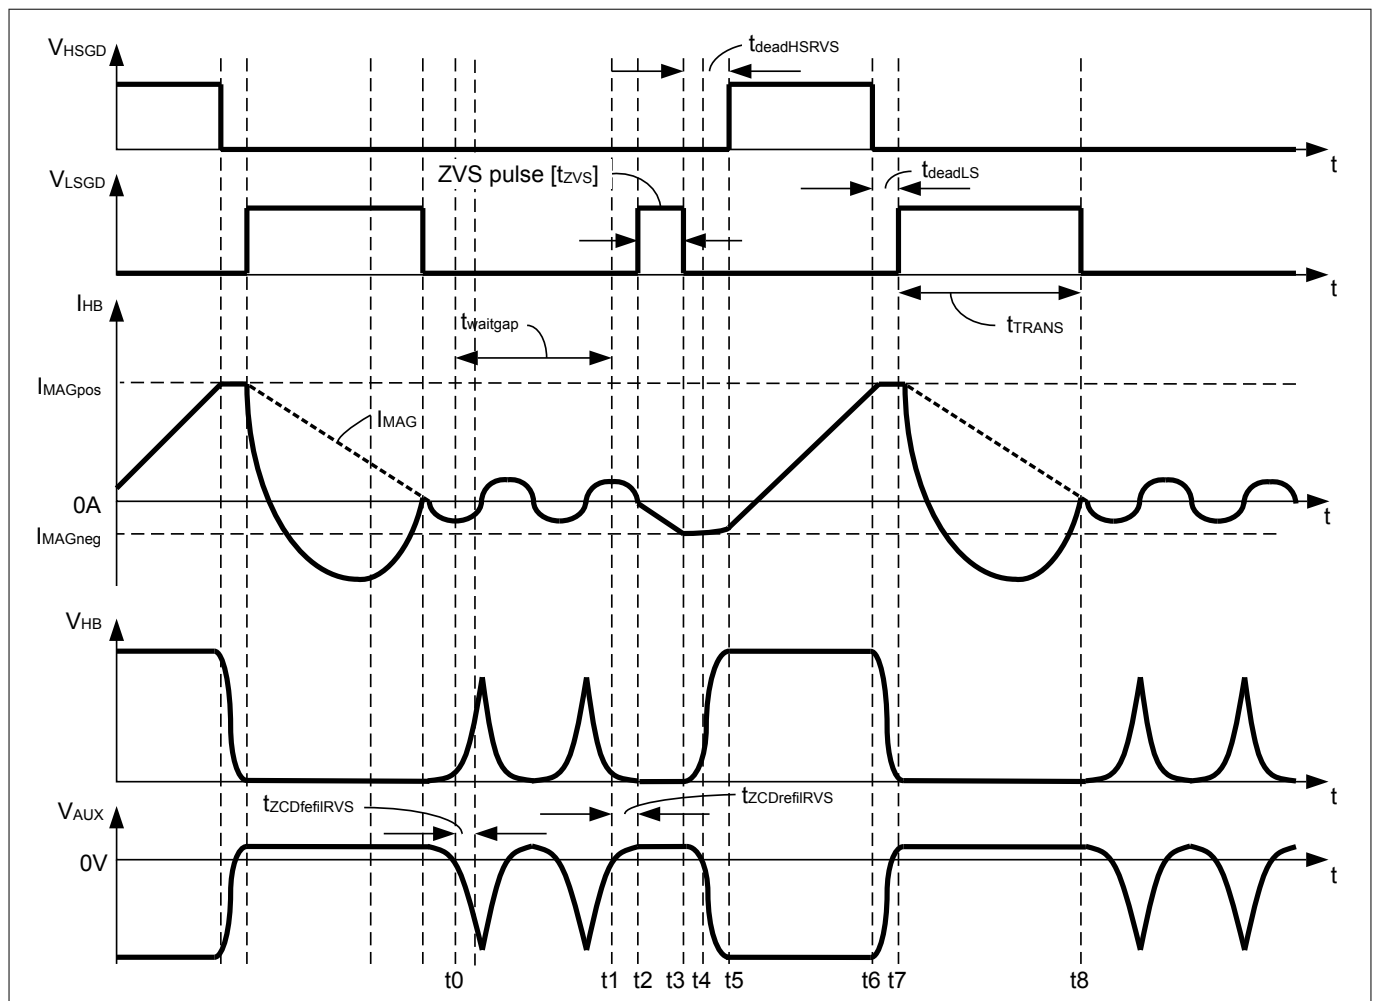 VHSGD
tdeadHSRVS
t
VLSGD
ZVS pulse [tZVS]
tdeadLS
t
IHB
twaitgap
tTRANS
IMAGpos
IMAG
0A
t
IMAGneg
VHB
t
VAUX
tZCDfefilRVS
tZCDrefilRVS
0V
t
t0 t1 t2 t3 t4 t5 t6 t7 t8